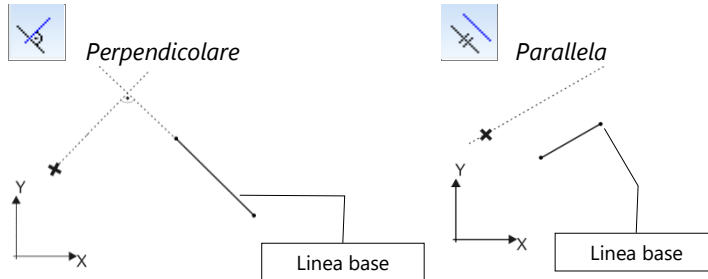 Perpendicolare
Parallela
Y
X
Linea base
Y
X
Linea base